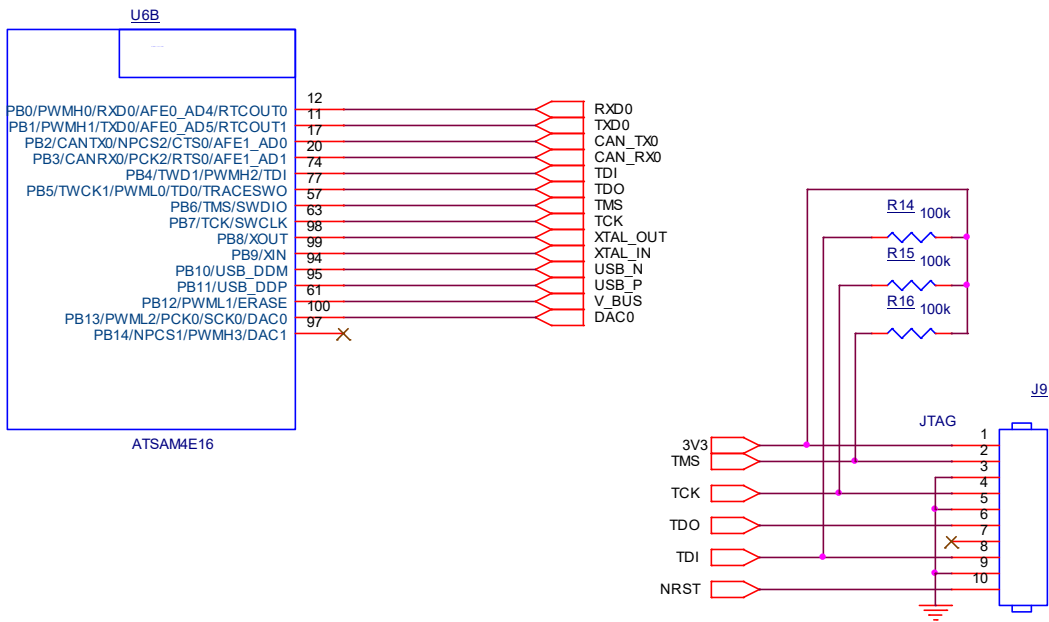 U6B
12
PB0/PWMH0/RXD0/AFE0_AD4/RTCOUT0
RXD0
11
PB1/PWMH1/TXD0/AFE0_AD5/RTCOUT1
TXD0
17
PB2/CANTX0/NPCS2/CTS0/AFE1_AD0
CAN_TX0
20
PB3/CANRX0/PCK2/RTS0/AFE1_AD1
CAN_RX0
74
PB4/TWD1/PWMH2/TDI
TDI
77
PB5/TWCK1/PWML0/TD0/TRACESWO
TDO
57
PB6/TMS/SWDIO
TMS
63
PB7/TCK/SWCLK
TCK
98
PB8/XOUT
XTAL_OUT
99
PB9/XIN
XTAL_IN
94
PB10/USB_DDM
USB_N
95
PB11/USB_DDP
USB_P
61
PB12/PWML1/ERASE
V_BUS
100
PB13/PWML2/PCK0/SCK0/DAC0
DAC0
97
PB14/NPCS1/PWMH3/DAC1
ATSAM4E16
R14 100k
R15 100k
R16 100k
J9
JTAG
3V3 1
TMS 2
3
TCK 4
5
TDO 6
7
TDI 8
9
NRST 10